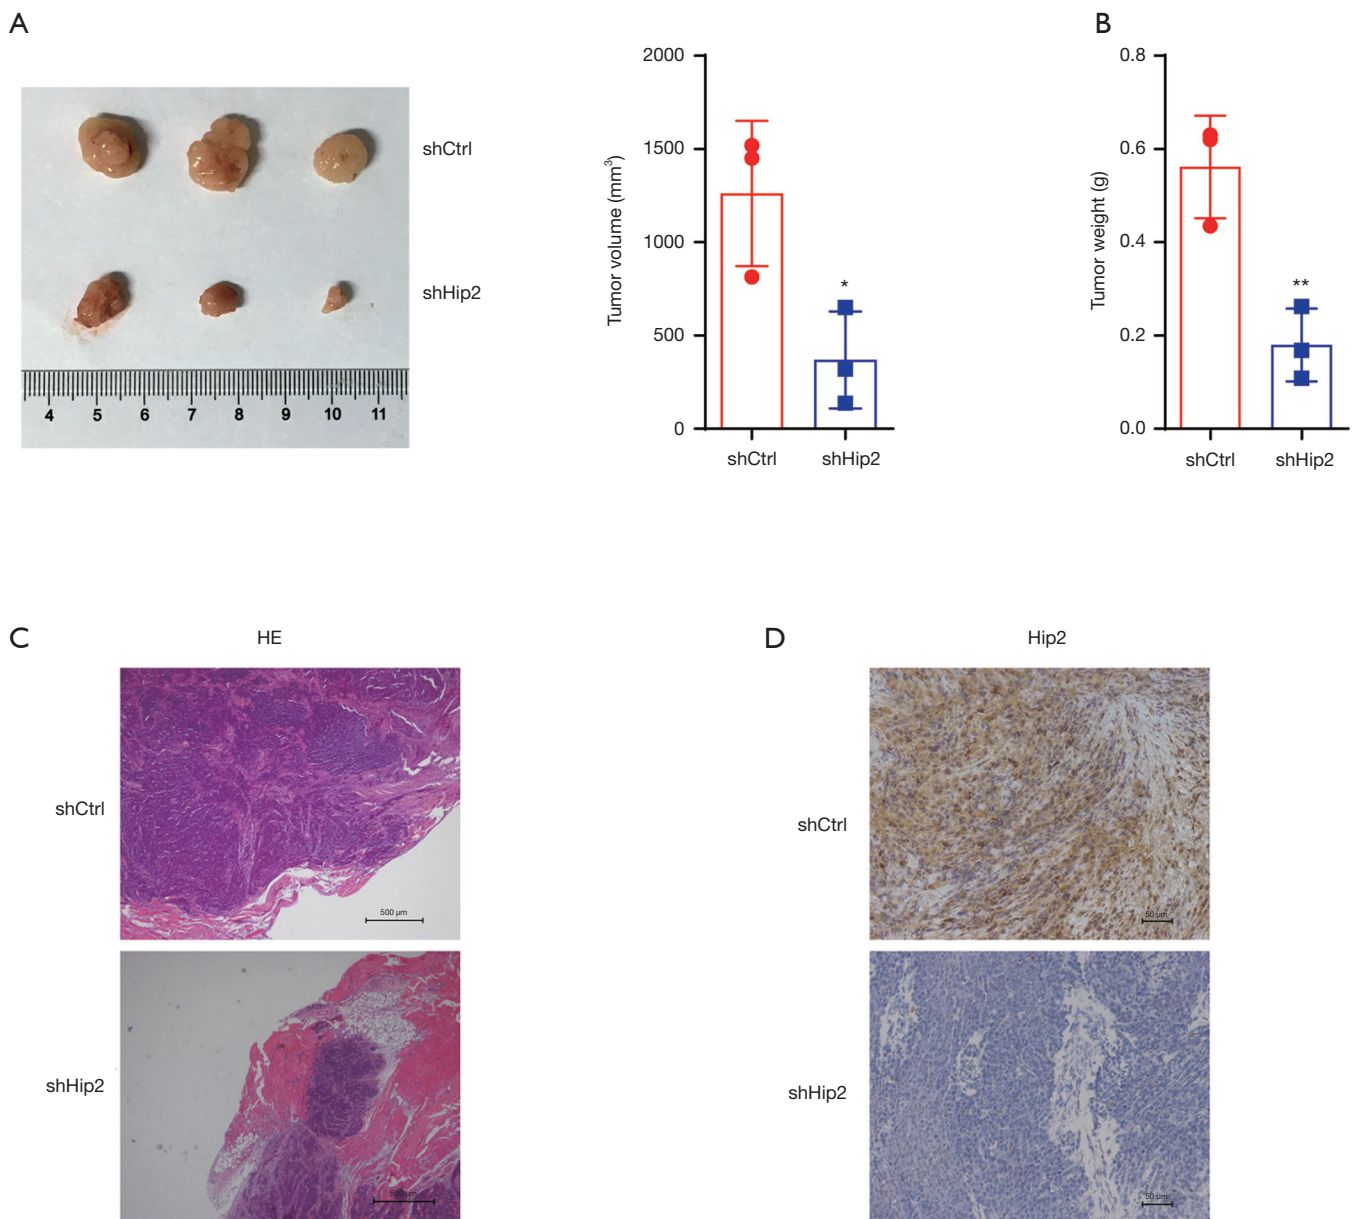 A
shCtrl
shHip2
4 5 6 7 8 9 10 11
Tumor volume (mm³)
2000
1500
1000
500
0
*
shCtrl shHip2
B
Tumor weight (g)
0.8
0.6
0.4
0.2
0.0
**
shCtrl shHip2
C
HE
shCtrl
500 µm
shHip2
500 µm
D
Hip2
shCtrl
50 µm
shHip2
50 µm